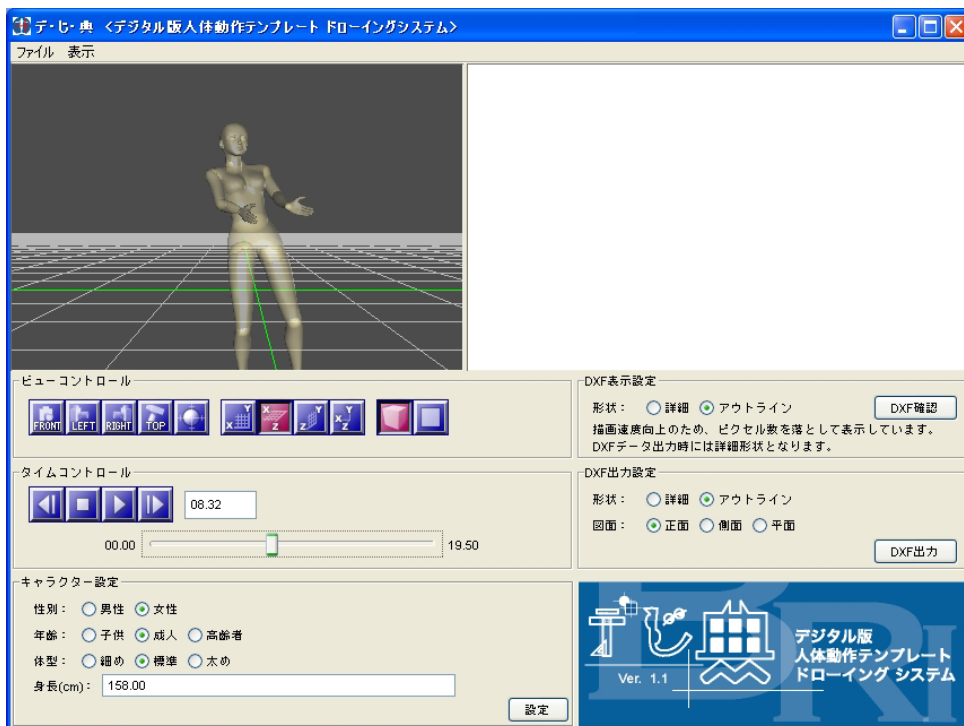 デ・じ・典 <デジタル版人体動作テンプレート ドローイングシステム>
ファイル 表示
ビューコントロール
FRONT LEFT RIGHT TOP X Y X Z Z Y X Y Z
タイムコントロール
08.32
00.00 19.50
キャラクター設定
性別： 男性 女性
年齢： 子供 成人 高齢者
体型： 細め 標準 太め
身長(cm)： 158.00
設定
DXF表示設定
形状： 詳細 アウトライン DXF確認
描画速度向上のため、ピクセル数を落として表示しています。
DXFデータ出力時には詳細形状となります。
DXF出力設定
形状： 詳細 アウトライン
図面： 正面 側面 平面
DXF出力
BRI
デジタル版
人体動作テンプレート
ドローイング システム
Ver. 1.1